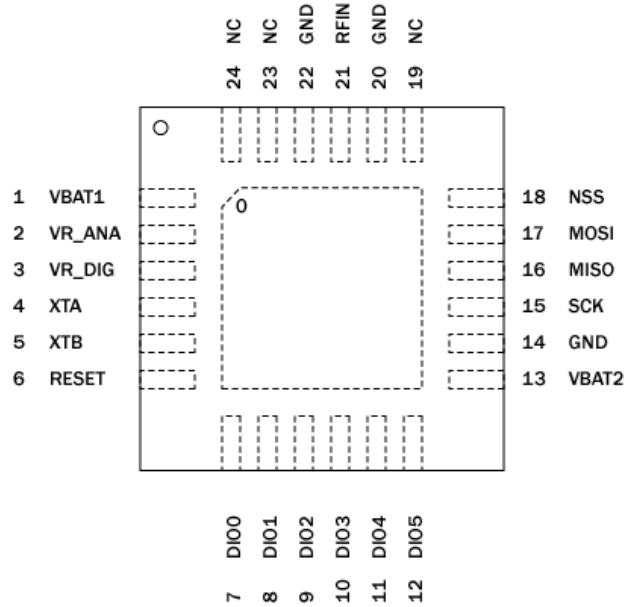 NC NC GND RFIN GND NC
24 23 22 21 20 19
0
1 VBAT1
2 VR_ANA
3 VR_DIG
4 XTA
5 XTB
6 RESET
18 NSS
17 MOSI
16 MISO
15 SCK
14 GND
13 VBAT2
DIO0 DIO1 DIO2 DIO3 DIO4 DIO5
7 8 9 10 11 12